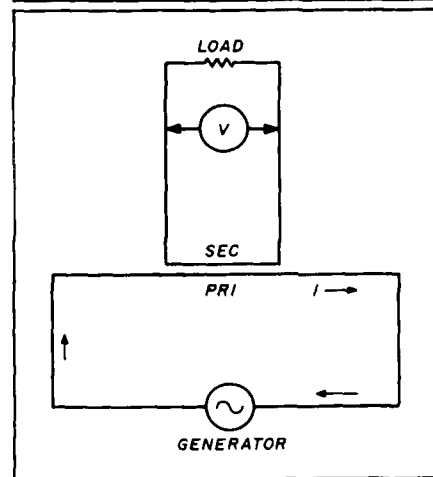 LOAD
V
SEC
PRI I
GENERATOR